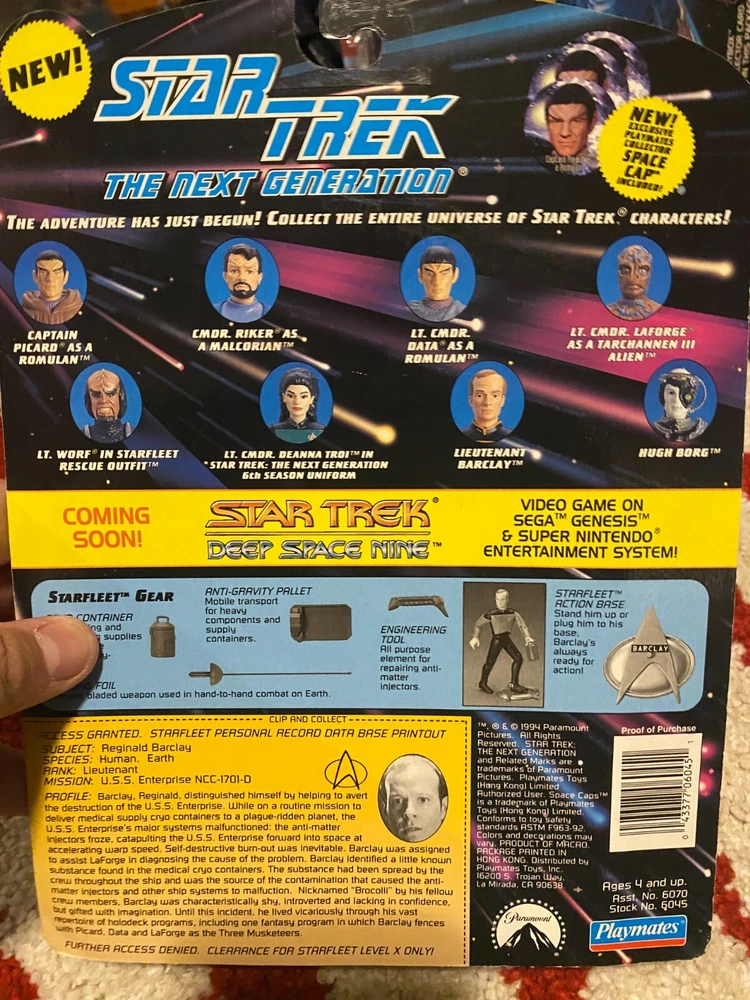 NEW!
STAR
TREK
THE NEXT GENERATION®
NEW!
EXCLUSIVE
PLAYMATES
COLLECTOR
SPACE
CAP™
INCLUDED!
THE ADVENTURE HAS JUST BEGUN! COLLECT THE ENTIRE UNIVERSE OF STAR TREK® CHARACTERS!
CAPTAIN
PICARD® AS A
ROMULAN™
CMDR. RIKER® AS
A MALCORIAN™
LT. CMDR.
DATA® AS A
ROMULAN™
LT. CMDR. LAFORGE®
AS A TARCHANNEN III
ALIEN™
LT. WORF® IN STARFLEET
RESCUE OUTFIT™
LT. CMDR. DEANNA TROI™ IN
STAR TREK: THE NEXT GENERATION
6th SEASON UNIFORM
LIEUTENANT
BARCLAY™
HUGH BORG™
COMING
SOON!
STAR TREK®
DEEP SPACE NINE™
VIDEO GAME ON
SEGA™ GENESIS™
& SUPER NINTENDO®
ENTERTAINMENT SYSTEM!
STARFLEET™ GEAR
CONTAINER
and
supplies
FOIL
bladed weapon used in hand-to-hand combat on Earth.
ANTI-GRAVITY PALLET
Mobile transport
for heavy
components and
supply
containers.
ENGINEERING
TOOL
All purpose
element for
repairing anti-
matter
injectors.
STARFLEET™
ACTION BASE
Stand him up or
plug him to his
base,
Barclay's
always
ready for
action!
BARCLAY
CLIP AND COLLECT
ACCESS GRANTED. STARFLEET PERSONAL RECORD DATA BASE PRINTOUT
SUBJECT: Reginald Barclay
SPECIES: Human. Earth
RANK: Lieutenant
MISSION: U.S.S. Enterprise NCC-1701-D
PROFILE: Barclay, Reginald, distinguished himself by helping to avert
the destruction of the U.S.S. Enterprise. While on a routine mission to
deliver medical supply cryo containers to a plague-ridden planet, the
U.S.S. Enterprise's major systems malfunctioned: the anti-matter
injectors froze, catapulting the U.S.S. Enterprise forward into space at
accelerating warp speed. Self-destructive burn-out was inevitable. Barclay was assigned
to assist LaForge in diagnosing the cause of the problem. Barclay identified a little known
substance found in the medical cryo containers. The substance had been spread by the
crew throughout the ship and was the source of the contamination that caused the anti-
matter injectors and other ship systems to malfuction. Nicknamed "Brocolli" by his fellow
crew members, Barclay was characteristically shy, introverted and lacking in confidence,
but gifted with imagination. Until this incident, he lived vicariously through his vast
repertoire of holodeck programs, including one fantasy program in which Barclay fences
with Picard, Data and LaForge as the Three Musketeers.
FURTHER ACCESS DENIED. CLEARANCE FOR STARFLEET LEVEL X ONLY!
™, ® & © 1994 Paramount
Pictures. All Rights
Reserved. STAR TREK:
THE NEXT GENERATION
and Related Marks are
trademarks of Paramount
Pictures. Playmates Toys
(Hong Kong) Limited
Authorized User. Space Caps™
is a trademark of Playmates
Toys (Hong Kong) Limited.
Conforms to toy safety
standards ASTM F963-92.
Colors and decorations may
vary. PRODUCT OF MACAO.
PACKAGE PRINTED IN
HONG KONG. Distributed by
Playmates Toys, Inc.
16200 S. Trojan Way,
La Mirada, CA 90638
Proof of Purchase
0 43377 06045 1
Ages 4 and up.
Asst. No. 6070
Stock No. 6045
Paramount
Playmates®